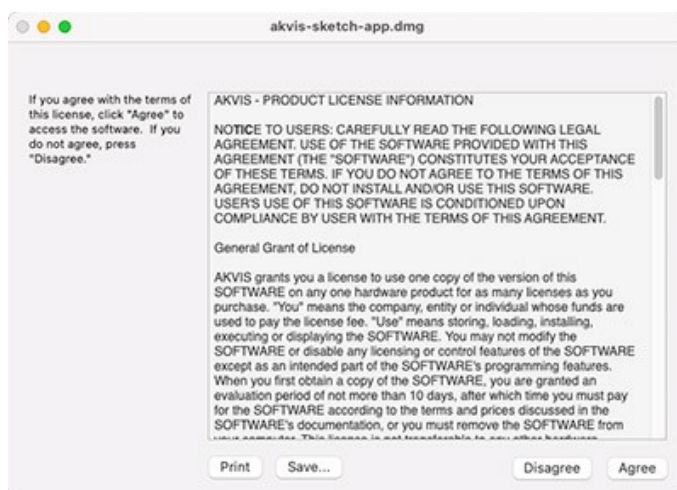 akvis-sketch-app.dmg
If you agree with the terms of
this license, click "Agree" to
access the software. If you
do not agree, press
"Disagree."
AKVIS - PRODUCT LICENSE INFORMATION
NOTICE TO USERS: CAREFULLY READ THE FOLLOWING LEGAL
AGREEMENT. USE OF THE SOFTWARE PROVIDED WITH THIS
AGREEMENT (THE "SOFTWARE") CONSTITUTES YOUR ACCEPTANCE
OF THESE TERMS. IF YOU DO NOT AGREE TO THE TERMS OF THIS
AGREEMENT, DO NOT INSTALL AND/OR USE THIS SOFTWARE.
USER'S USE OF THIS SOFTWARE IS CONDITIONED UPON
COMPLIANCE BY USER WITH THE TERMS OF THIS AGREEMENT.
General Grant of License
AKVIS grants you a license to use one copy of the version of this
SOFTWARE on any one hardware product for as many licenses as you
purchase. "You" means the company, entity or individual whose funds are
used to pay the license fee. "Use" means storing, loading, installing,
executing or displaying the SOFTWARE. You may not modify the
SOFTWARE or disable any licensing or control features of the SOFTWARE
except as an intended part of the SOFTWARE's programming features.
When you first obtain a copy of the SOFTWARE, you are granted an
evaluation period of not more than 10 days, after which time you must pay
for the SOFTWARE according to the terms and prices discussed in the
SOFTWARE's documentation, or you must remove the SOFTWARE from
your computer. This license is not transferable to any other hardware
Print
Save...
Disagree
Agree